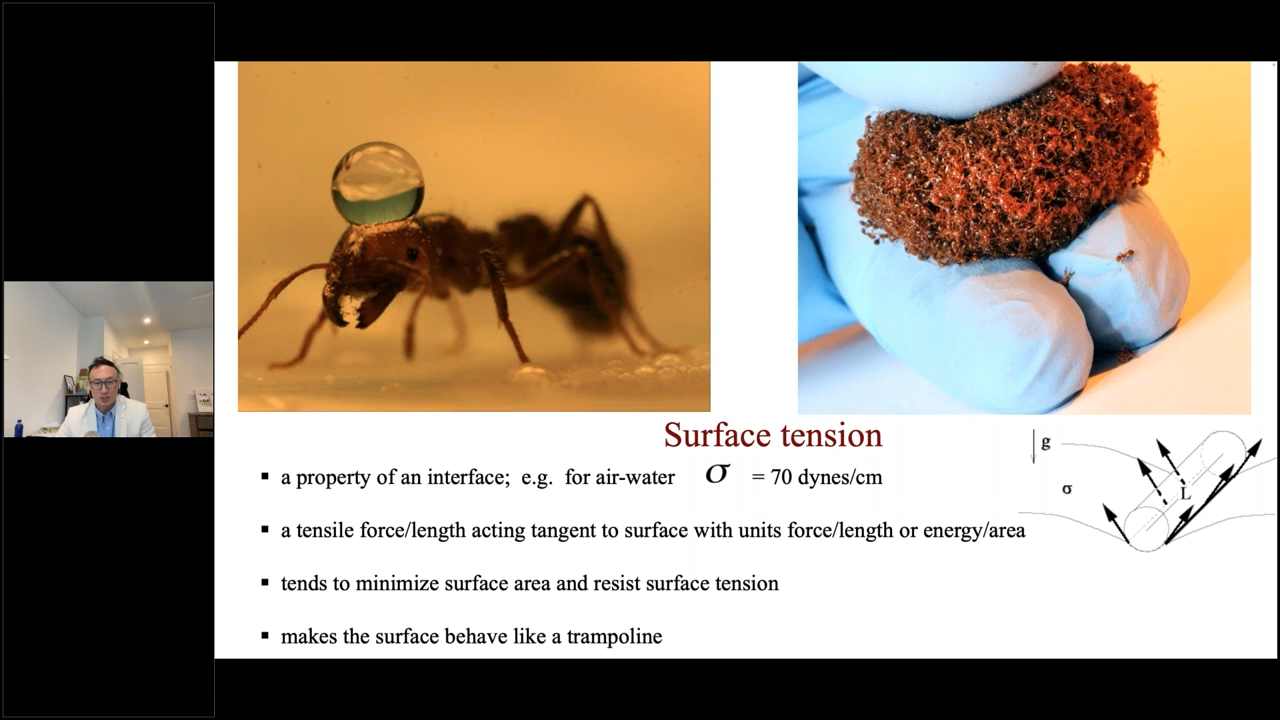 Surface tension
▪ a property of an interface; e.g. for air-water σ = 70 dynes/cm
▪ a tensile force/length acting tangent to surface with units force/length or energy/area
▪ tends to minimize surface area and resist surface tension
▪ makes the surface behave like a trampoline
g
σ
L